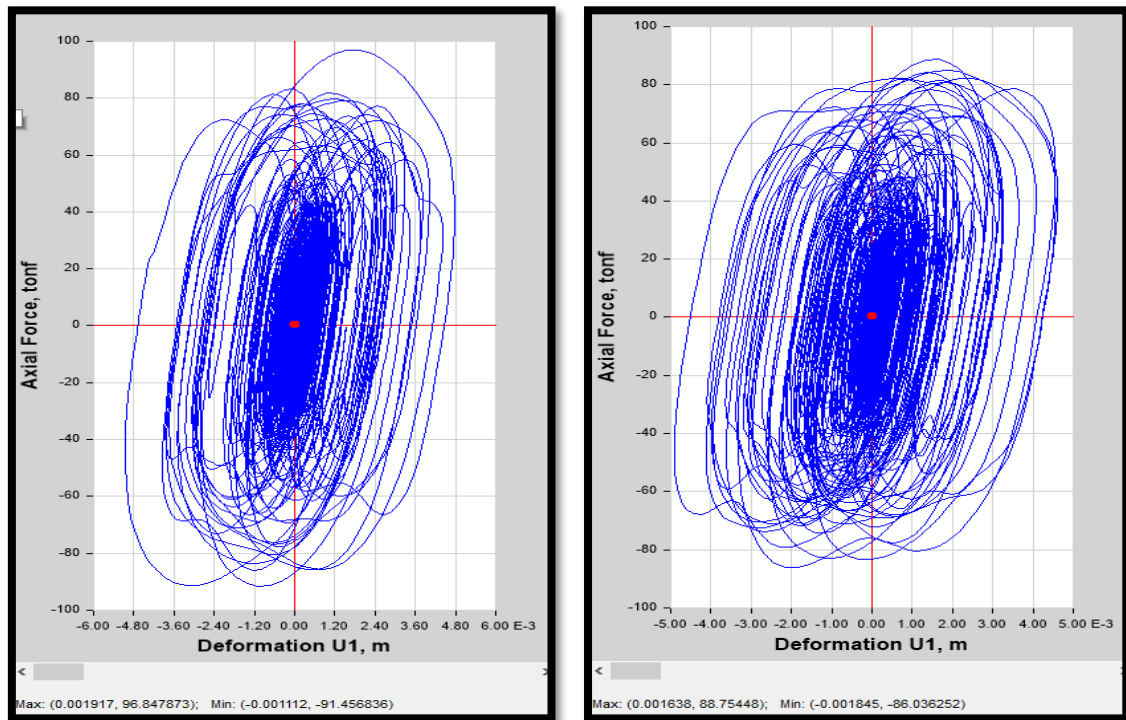 100
80
60
40
20
0
-20
-40
-60
-80
-100
Axial Force, tonf
-6.00 -4.80 -3.60 -2.40 -1.20 0.00 1.20 2.40 3.60 4.80 6.00 E-3
Deformation U1, m
Max: (0.001917, 96.847873); Min: (-0.001112, -91.456836)
100
80
60
40
20
0
-20
-40
-60
-80
-100
Axial Force, tonf
-5.00 -4.00 -3.00 -2.00 -1.00 0.00 1.00 2.00 3.00 4.00 5.00 E-3
Deformation U1, m
Max: (0.001638, 88.75448); Min: (-0.001845, -86.036252)